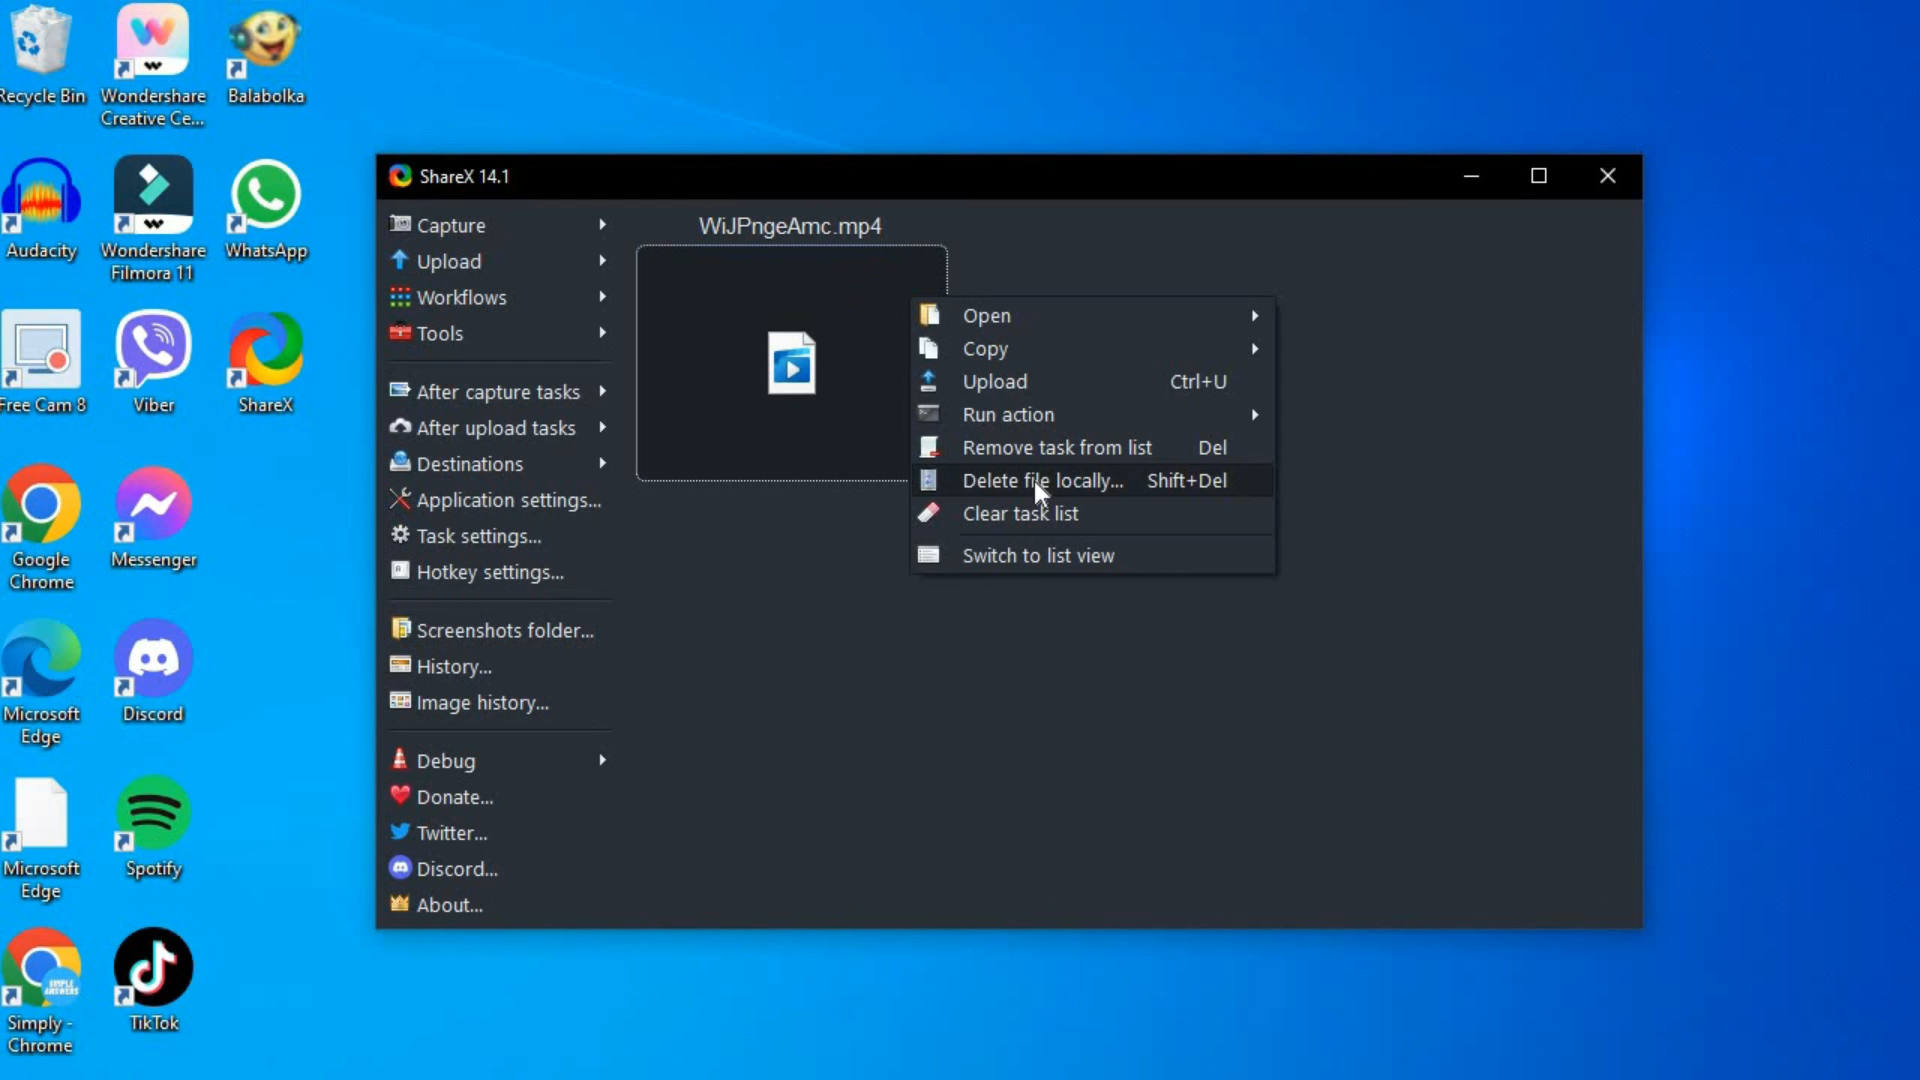 Recycle Bin
Wondershare
Creative Ce...
Balabolka
Audacity
Wondershare
Filmora 11
WhatsApp
Free Cam 8
Viber
ShareX
Google
Chrome
Messenger
Microsoft
Edge
Discord
Microsoft
Edge
Spotify
SIMPLE
ANSWERS
Simply -
Chrome
TikTok
ShareX 14.1
Capture
Upload
Workflows
Tools
After capture tasks
After upload tasks
Destinations
Application settings...
Task settings...
Hotkey settings...
Screenshots folder...
History...
Image history...
Debug
Donate...
Twitter...
Discord...
About...
WiJPngeAmc.mp4
Open
Copy
Upload Ctrl+U
Run action
Remove task from list Del
Delete file locally... Shift+Del
Clear task list
Switch to list view